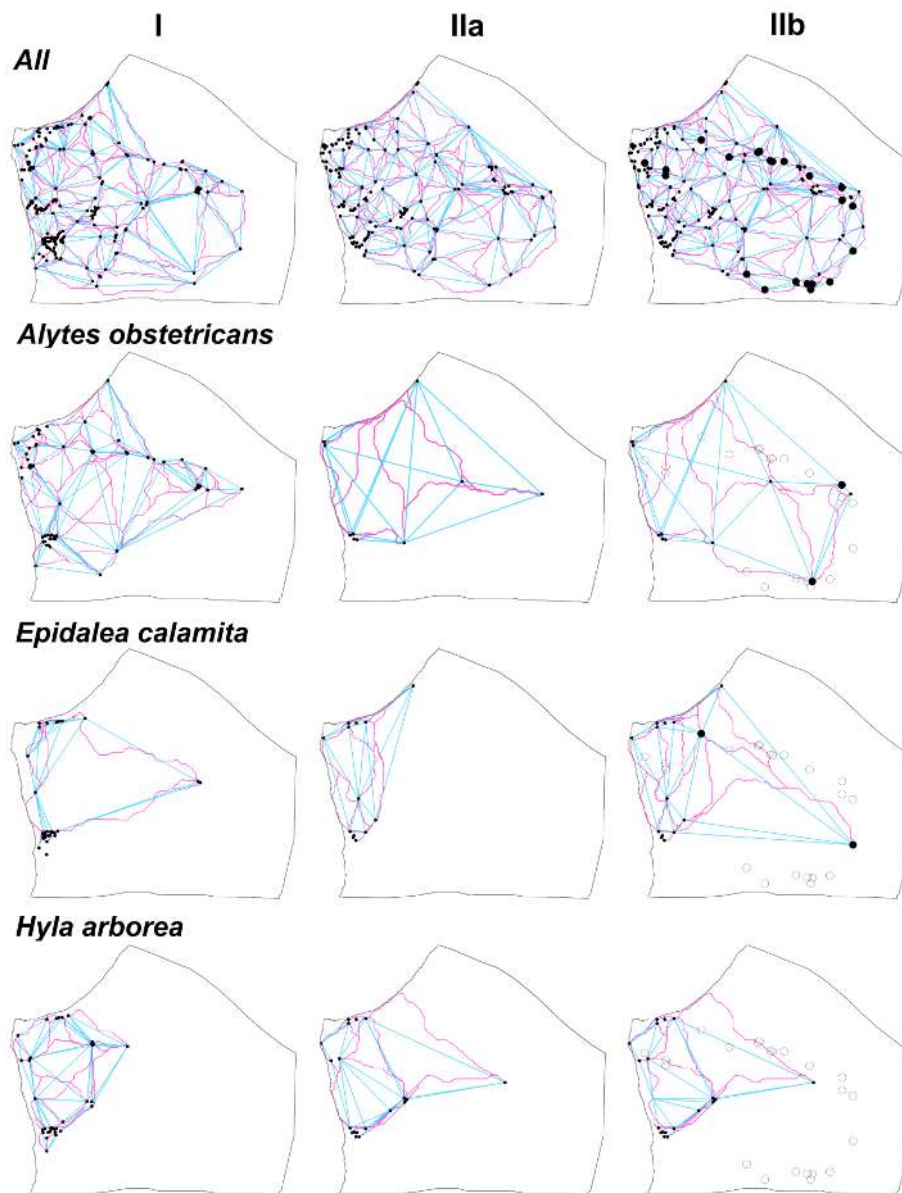 I IIa IIb
All
Alytes obstetricans
Epidalea calamita
Hyla arborea